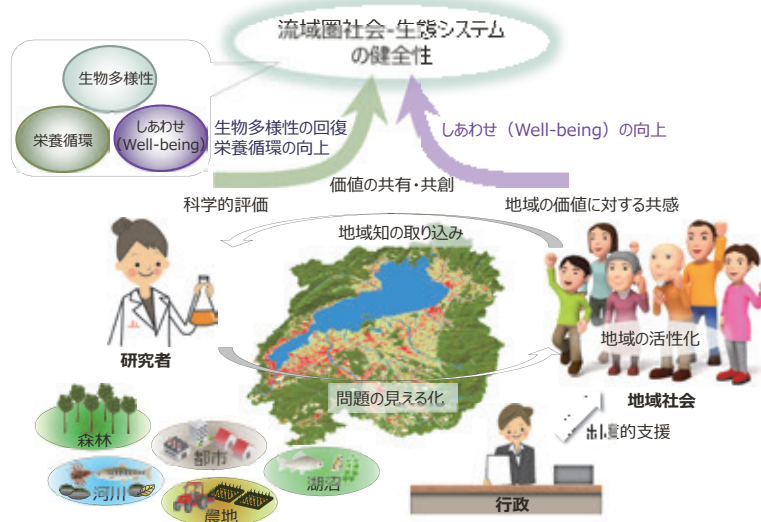 流域圏社会-生態システム
の健全性
生物多様性
栄養循環
しあわせ
(Well-being)
生物多様性の回復
栄養循環の向上
しあわせ（Well-being）の向上
価値の共有・共創
科学的評価
地域の価値に対する共感
地域知の取り込み
研究者
地域の活性化
問題の見える化
地域社会
制度的支援
森林
都市
湖沼
河川
農地
行政